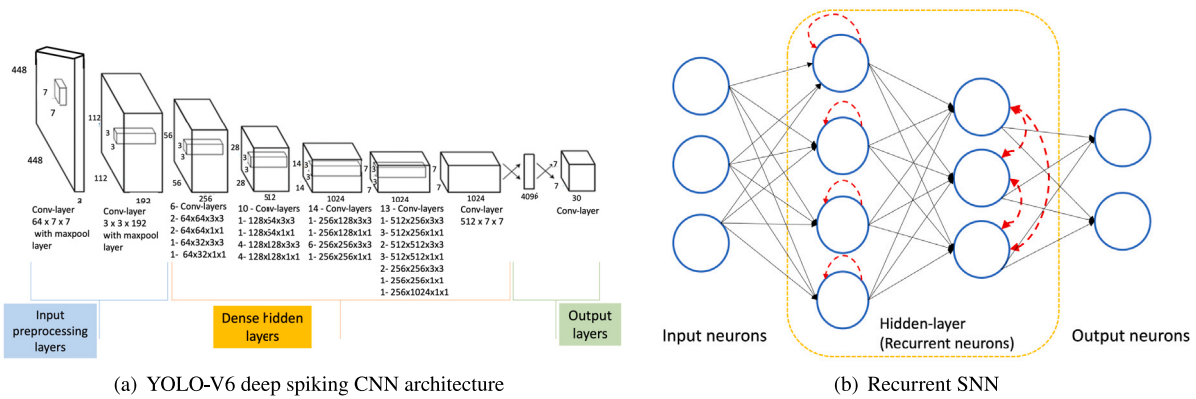 448
7
7
448
3
Conv-layer
64 x 7 x 7
with maxpool
layer
112
3
3
112
192
Conv-layer
3 x 3 x 192
with maxpool
layer
56
3
3
56
256
6- Conv-layers
2- 64x64x3x3
2- 64x64x1x1
1- 64x32x3x3
1- 64x32x1x1
28
3
3
28
512
10 - Conv-layers
1- 128x64x3x3
1- 128x64x1x1
4- 128x128x3x3
4- 128x128x1x1
14
3
3
14
1024
14 - Conv-layers
1- 256x128x3x3
1- 256x128x1x1
6- 256x256x3x3
1- 256x256x1x1
7
3
3
7
1024
13 - Conv-layers
1- 512x256x3x3
3- 512x256x1x1
2- 512x512x3x3
3- 512x512x1x1
2- 256x256x3x3
1- 256x256x1x1
1- 256x1024x1x1
7
7
1024
Conv-layer
512 x 7 x 7
4096
7
7
30
Conv-layer
Input
preprocessing
layers
Dense hidden
layers
Output
layers
(a) YOLO-V6 deep spiking CNN architecture
Input neurons
Hidden-layer
(Recurrent neurons)
Output neurons
(b) Recurrent SNN